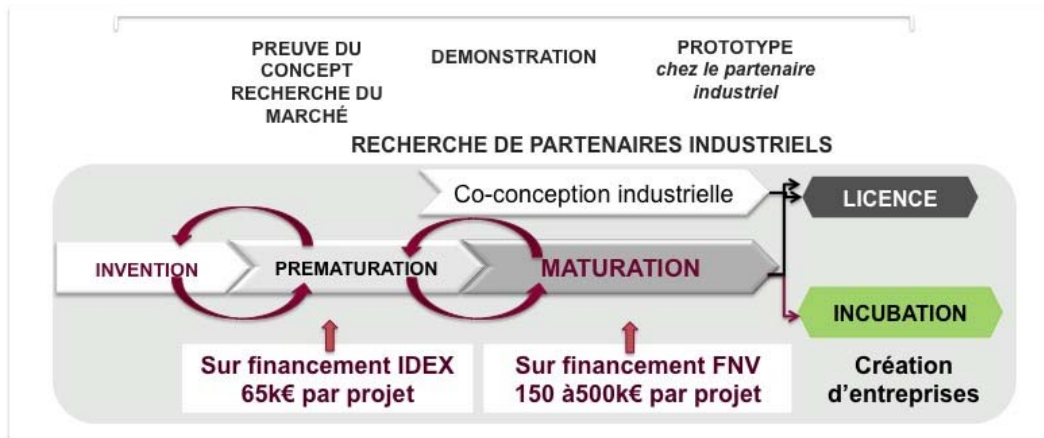 PREUVE DU
CONCEPT
RECHERCHE DU
MARCHÉ
DEMONSTRATION
PROTOTYPE
chez le partenaire
industriel
RECHERCHE DE PARTENAIRES INDUSTRIELS
Co-conception industrielle
LICENCE
INVENTION
PREMATURATION
MATURATION
INCUBATION
Sur financement IDEX
65k€ par projet
Sur financement FNV
150 à500k€ par projet
Création
d'entreprises